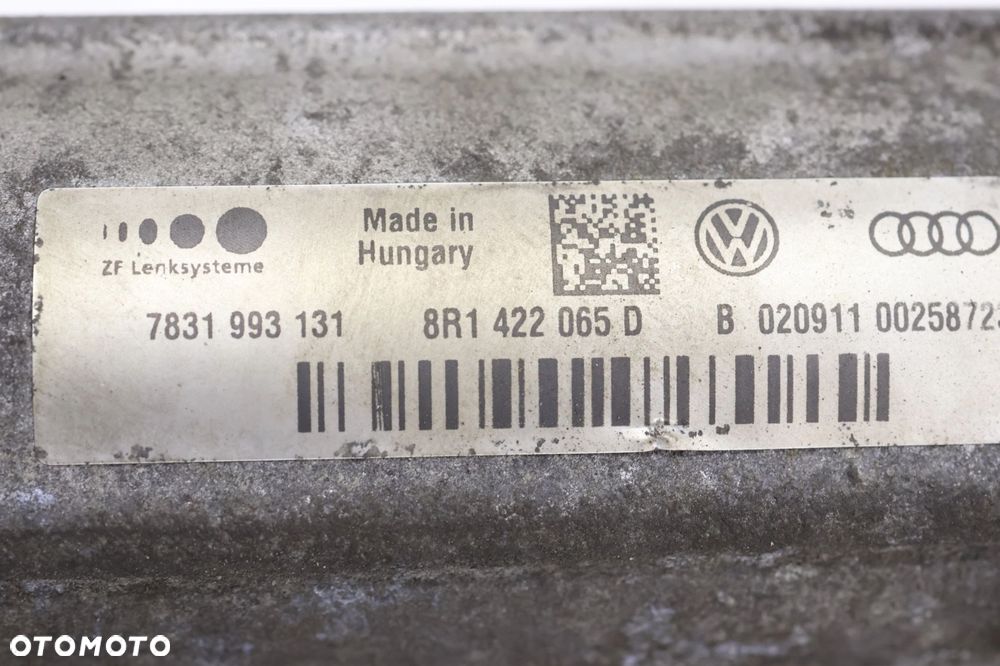 ZF Lenksysteme
Made in
Hungary
7831 993 131 8R1 422 065 D B 020911 0025872
OTOMOTO